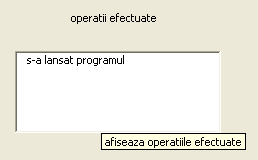 operatii efectuate
s-a lansat programul
afiseaza operatiile efectuate